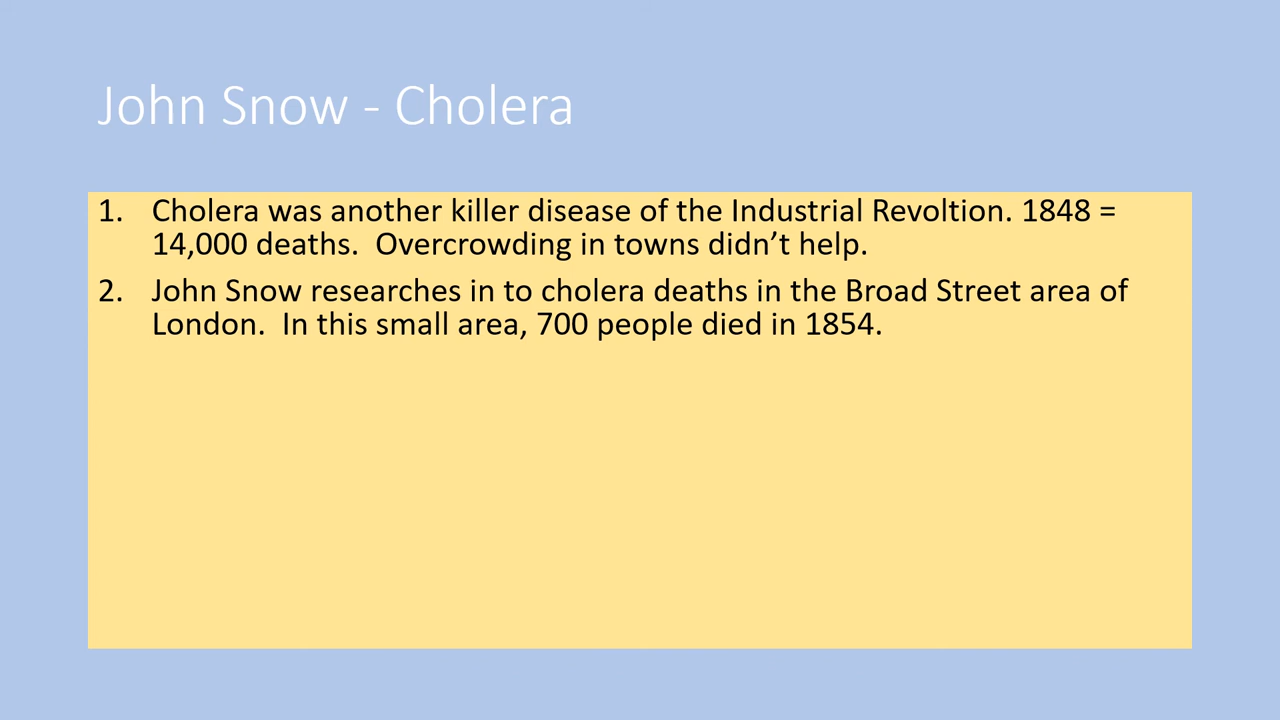 John Snow - Cholera
1. Cholera was another killer disease of the Industrial Revoltion. 1848 =
14,000 deaths.  Overcrowding in towns didn’t help.
2. John Snow researches in to cholera deaths in the Broad Street area of
London.  In this small area, 700 people died in 1854.